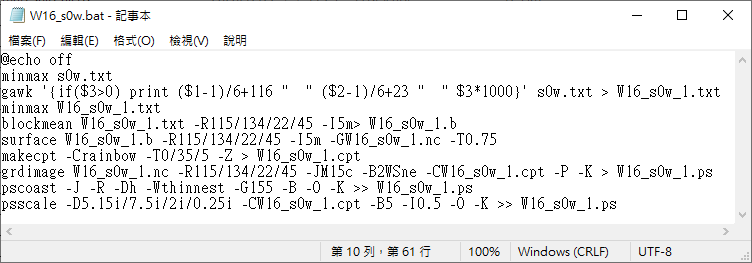 W16_s0w.bat - 記事本
檔案(F) 編輯(E) 格式(O) 檢視(V) 說明
@echo off
minmax s0w.txt
gawk '{if($3>0) print ($1-1)/6+116 "  " ($2-1)/6+23 "  " $3*1000}' s0w.txt > W16_s0w_1.txt
minmax W16_s0w_1.txt
blockmean W16_s0w_1.txt -R115/134/22/45 -I5m> W16_s0w_1.b
surface W16_s0w_1.b -R115/134/22/45 -I5m -GW16_s0w_1.nc -T0.75
makecpt -Crainbow -T0/35/5 -Z > W16_s0w_1.cpt
grdimage W16_s0w_1.nc -R115/134/22/45 -JM15c -B2WSne -CW16_s0w_1.cpt -P -K > W16_s0w_1.ps
pscoast -J -R -Dh -Wthinnest -G155 -B -O -K >> W16_s0w_1.ps
psscale -D5.15i/7.5i/2i/0.25i -CW16_s0w_1.cpt -B5 -I0.5 -O -K >> W16_s0w_1.ps
第 10 列，第 61 行 100% Windows (CRLF) UTF-8